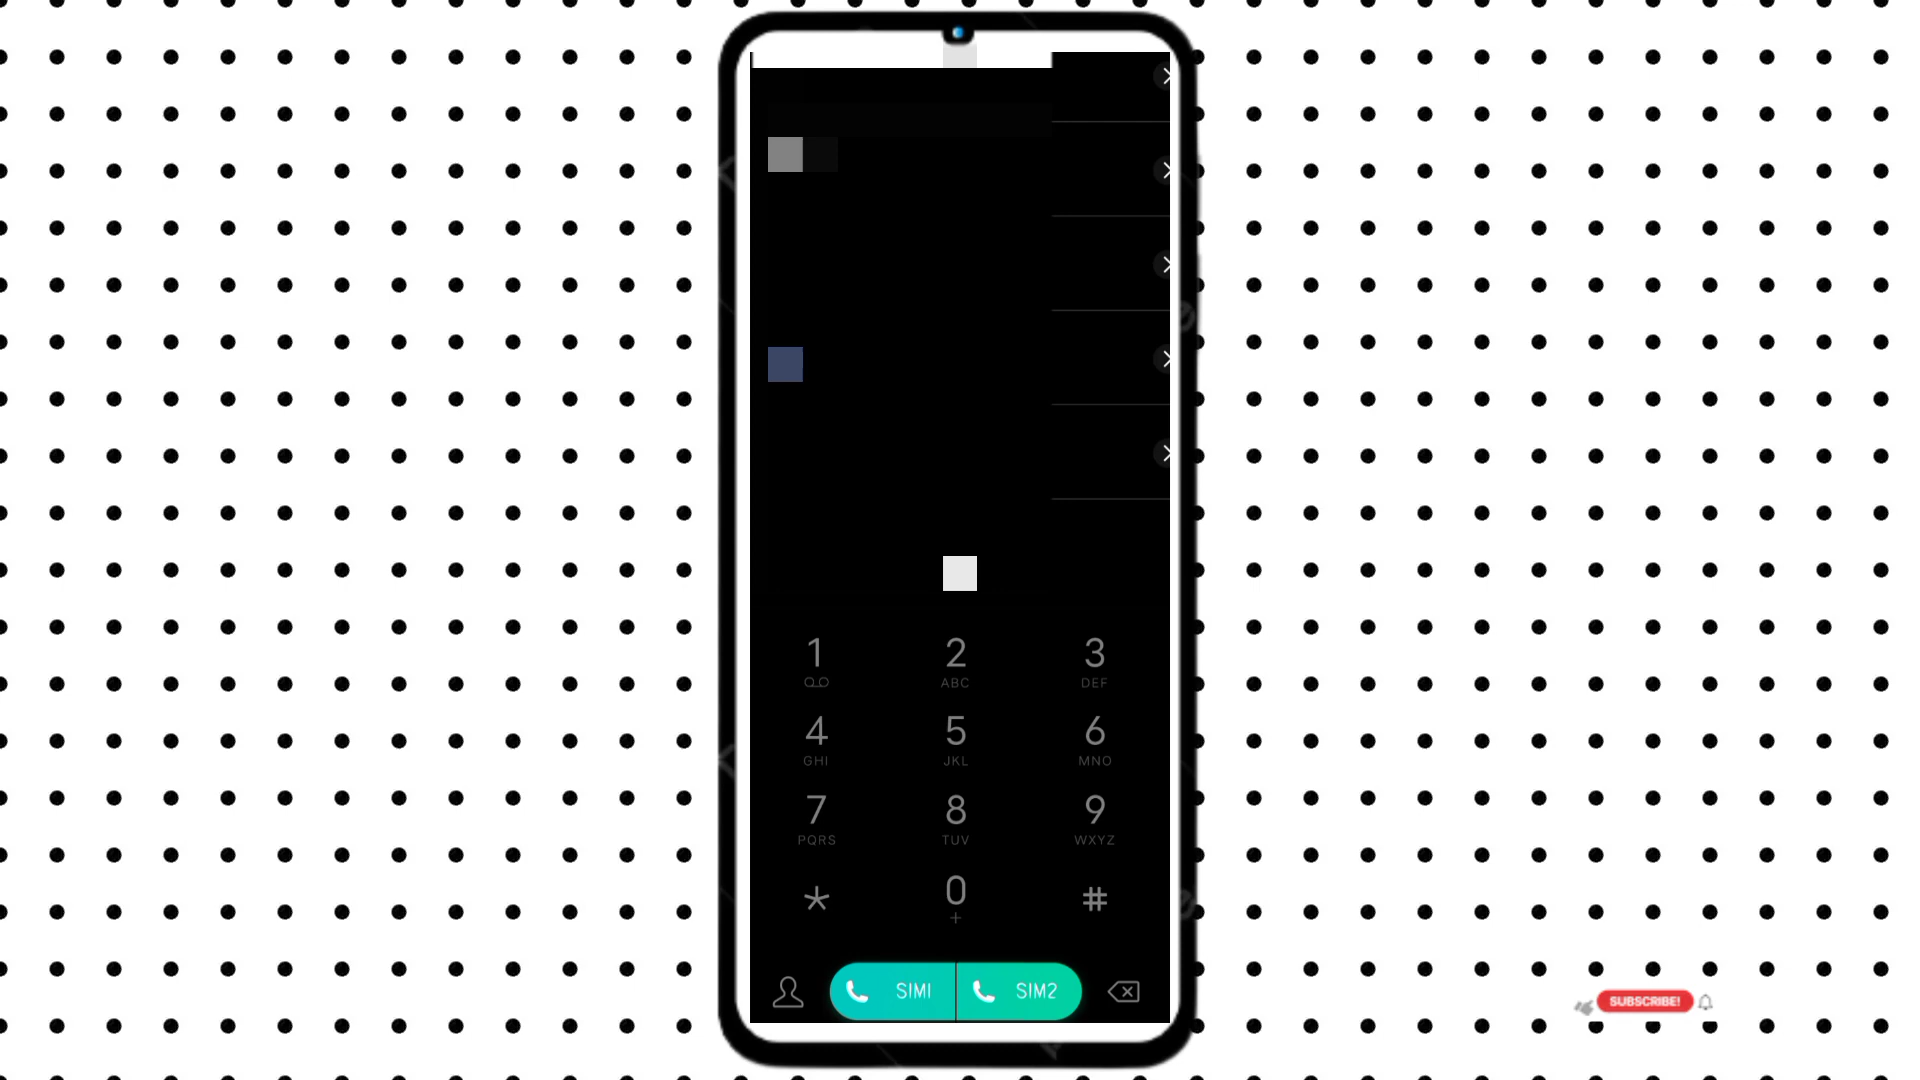 1 2 3
ABC DEF
4 5 6
GHI JKL MNO
7 8 9
PQRS TUV WXYZ
* 0 #
+
SIM1 SIM2
SUBSCRIBE!